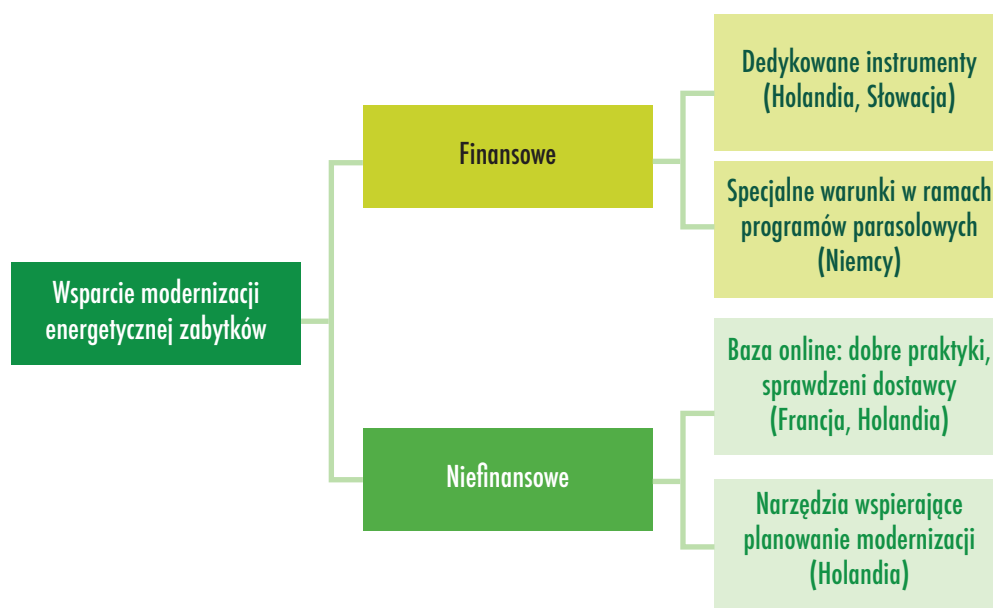 Wsparcie modernizacji
energetycznej zabytków
Finansowe
Dedykowane instrumenty
(Holandia, Słowacja)
Specjalne warunki w ramach
programów parasolowych
(Niemcy)
Niefinansowe
Baza online: dobre praktyki,
sprawdzeni dostawcy
(Francja, Holandia)
Narzędzia wspierające
planowanie modernizacji
(Holandia)